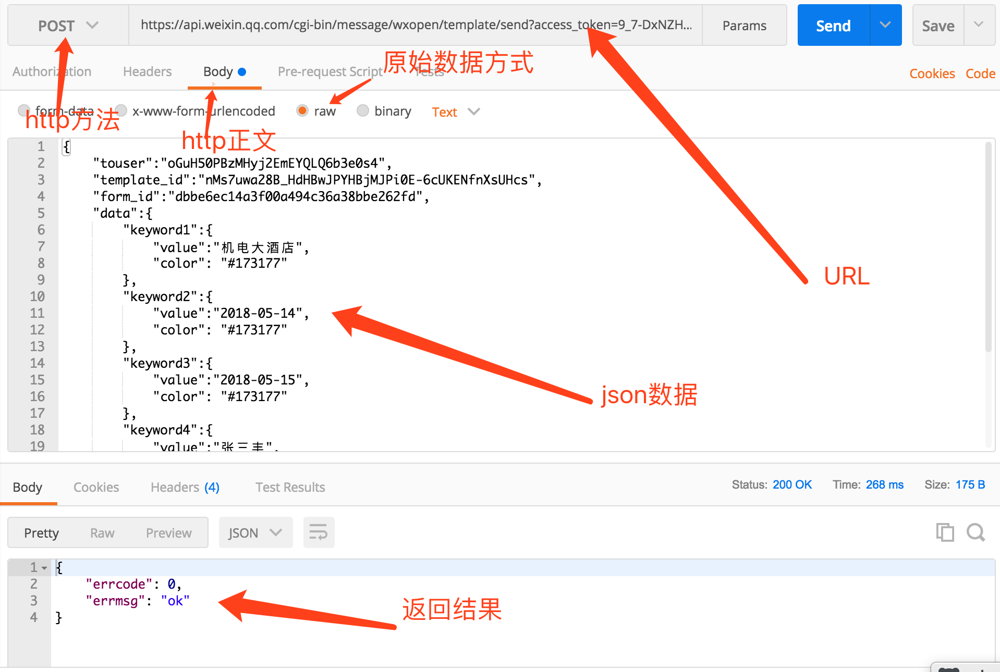 POST https://api.weixin.qq.com/cgi-bin/message/wxopen/template/send?access_token=9_7-DxNZH... Params Send Save
原始数据方式
Authorization Headers Body Pre-request Script Tests Cookies Code
form-data x-www-form-urlencoded raw binary Text
http方法
http正文
1 {
2 "touser":"oGuH50PBzMHyj2EmEYQLQ6b3e0s4",
3 "template_id":"nMs7uwa28B_HdHBwJPYHBjMJPi0E-6cUKENfnXsUHcs",
4 "form_id":"dbbe6ec14a3f00a494c36a38bbe262fd",
5 "data":{
6 "keyword1":{
7 "value":"机电大酒店",
8 "color": "#173177"
9 },
URL
10 "keyword2":{
11 "value":"2018-05-14",
12 "color": "#173177"
13 },
14 "keyword3":{
15 "value":"2018-05-15",
16 "color": "#173177"
json数据
17 },
18 "keyword4":{
19 "value":"张三丰",
Body Cookies Headers (4) Test Results Status: 200 OK Time: 268 ms Size: 175 B
Pretty Raw Preview JSON
1 {
2 "errcode": 0,
3 "errmsg": "ok"
返回结果
4 }